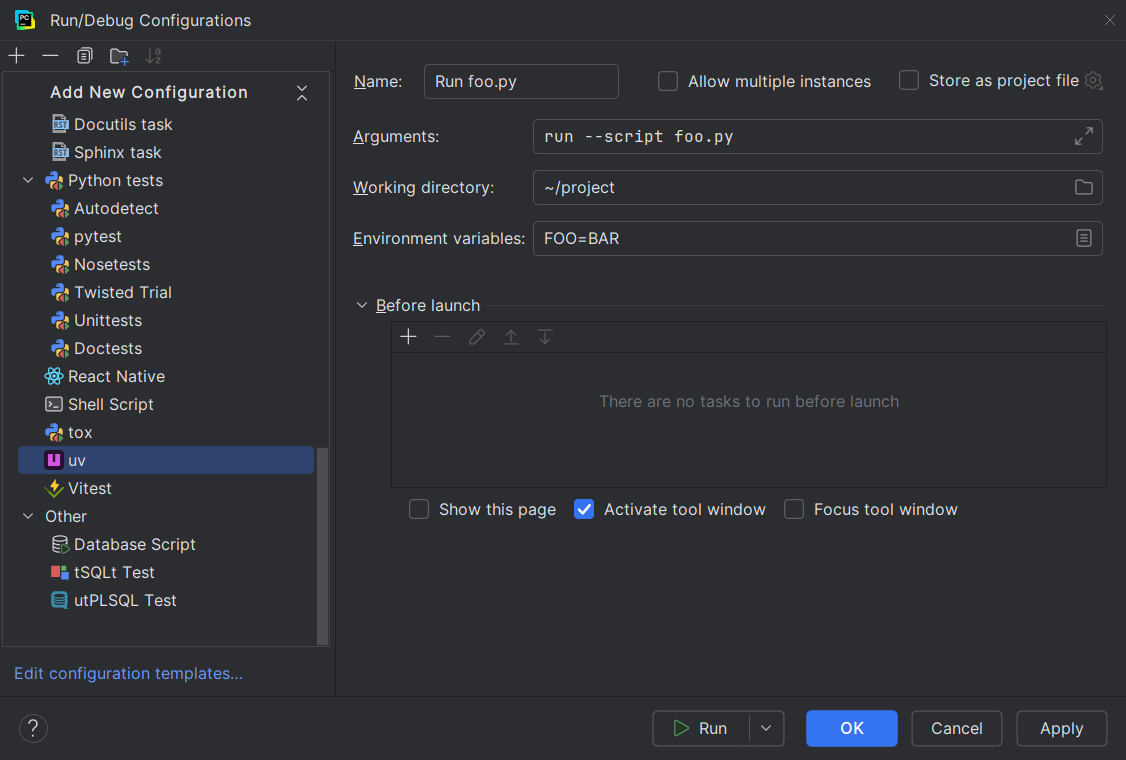 Run/Debug Configurations
Add New Configuration
Docutils task
Sphinx task
Python tests
Autodetect
pytest
Nosetests
Twisted Trial
Unittests
Doctests
React Native
Shell Script
tox
uv
Vitest
Other
Database Script
tSQLt Test
utPLSQL Test
Edit configuration templates...
Name: Run foo.py Allow multiple instances Store as project file
Arguments: run --script foo.py
Working directory: ~/project
Environment variables: FOO=BAR
Before launch
There are no tasks to run before launch
Show this page Activate tool window Focus tool window
? Run OK Cancel Apply